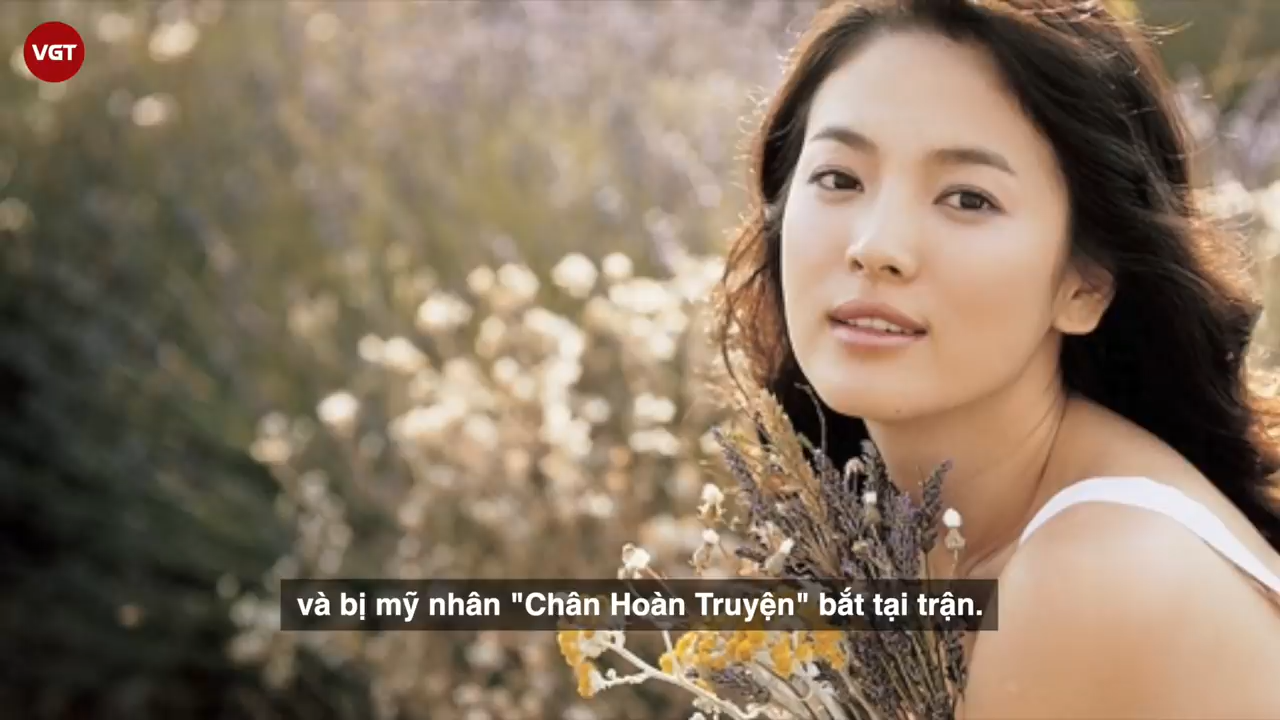 VGT
và bị mỹ nhân "Chân Hoàn Truyện" bắt tại trận.